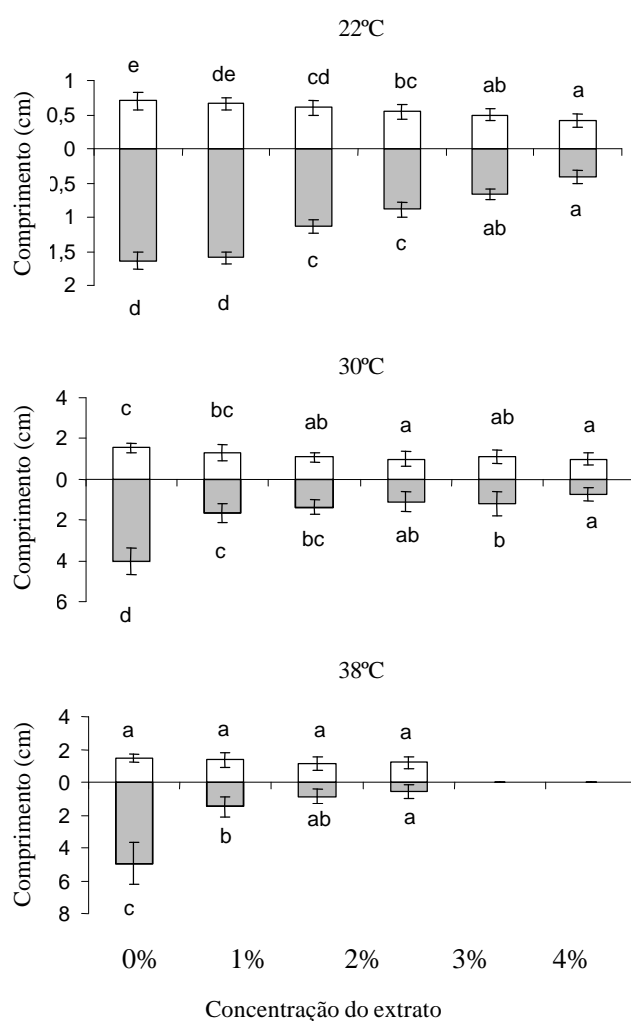 22ºC
Comprimento (cm)
1
0,5
0
0,5
1
1,5
2
e de cd bc ab a
d d c c ab a
30ºC
Comprimento (cm)
4
2
0
2
4
6
c bc ab a ab a
d c bc ab b a
38ºC
Comprimento (cm)
4
2
0
2
4
6
8
a a a a
c b ab a
0% 1% 2% 3% 4%
Concentração do extrato